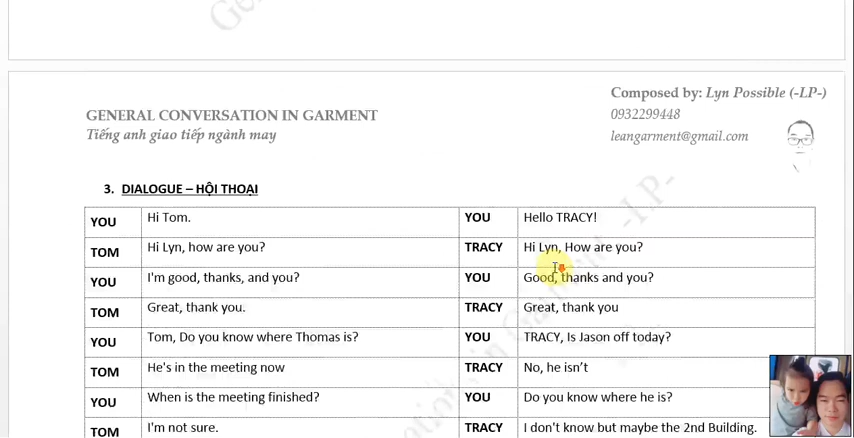 Composed by: Lyn Possible (-LP-)
GENERAL CONVERSATION IN GARMENT
0932299448
Tiếng anh giao tiếp ngành may
leangarment@gmail.com
3. DIALOGUE – HỘI THOẠI
YOU Hi Tom. YOU Hello TRACY!
TOM Hi Lyn, how are you? TRACY Hi Lyn, How are you?
YOU I'm good, thanks, and you? YOU Good, thanks and you?
TOM Great, thank you. TRACY Great, thank you
YOU Tom, Do you know where Thomas is? YOU TRACY, Is Jason off today?
TOM He's in the meeting now TRACY No, he isn't
YOU When is the meeting finished? YOU Do you know where he is?
TOM I'm not sure. TRACY I don't know but maybe the 2nd Building.